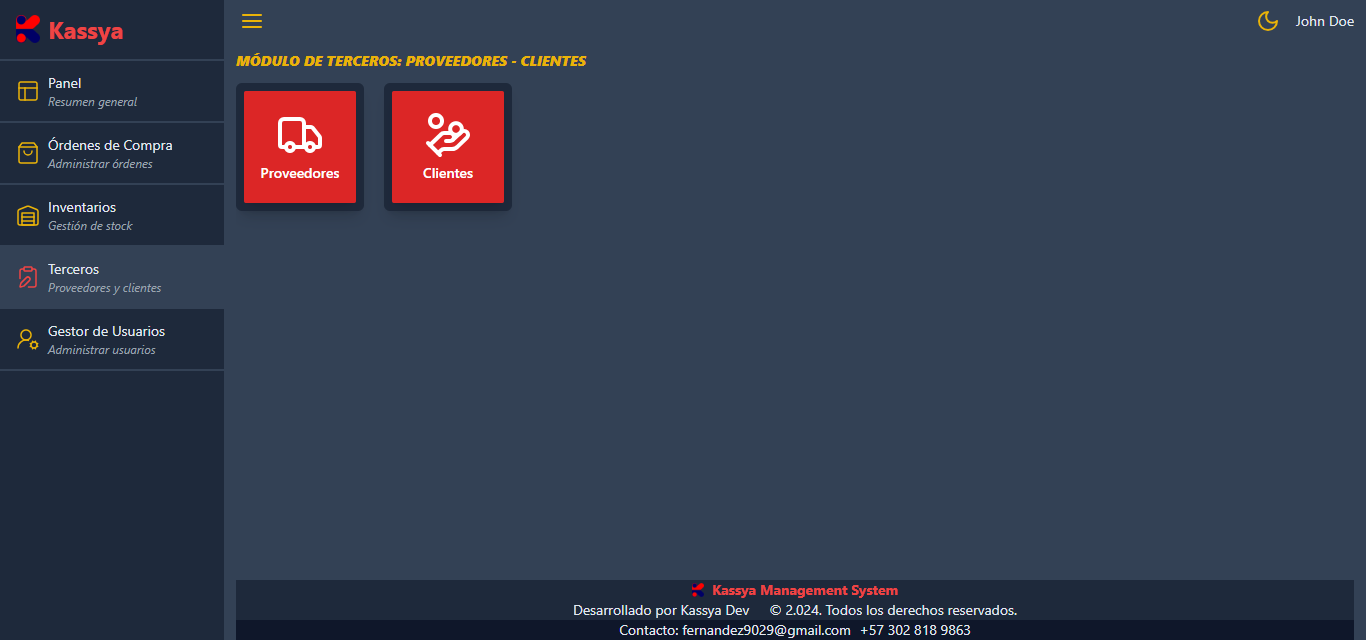 Kassya
John Doe
Panel
Resumen general
Órdenes de Compra
Administrar órdenes
Inventarios
Gestión de stock
Terceros
Proveedores y clientes
Gestor de Usuarios
Administrar usuarios
MÓDULO DE TERCEROS: PROVEEDORES - CLIENTES
Proveedores
Clientes
Kassya Management System
Desarrollado por Kassya Dev © 2.024. Todos los derechos reservados.
Contacto: fernandez9029@gmail.com +57 302 818 9863